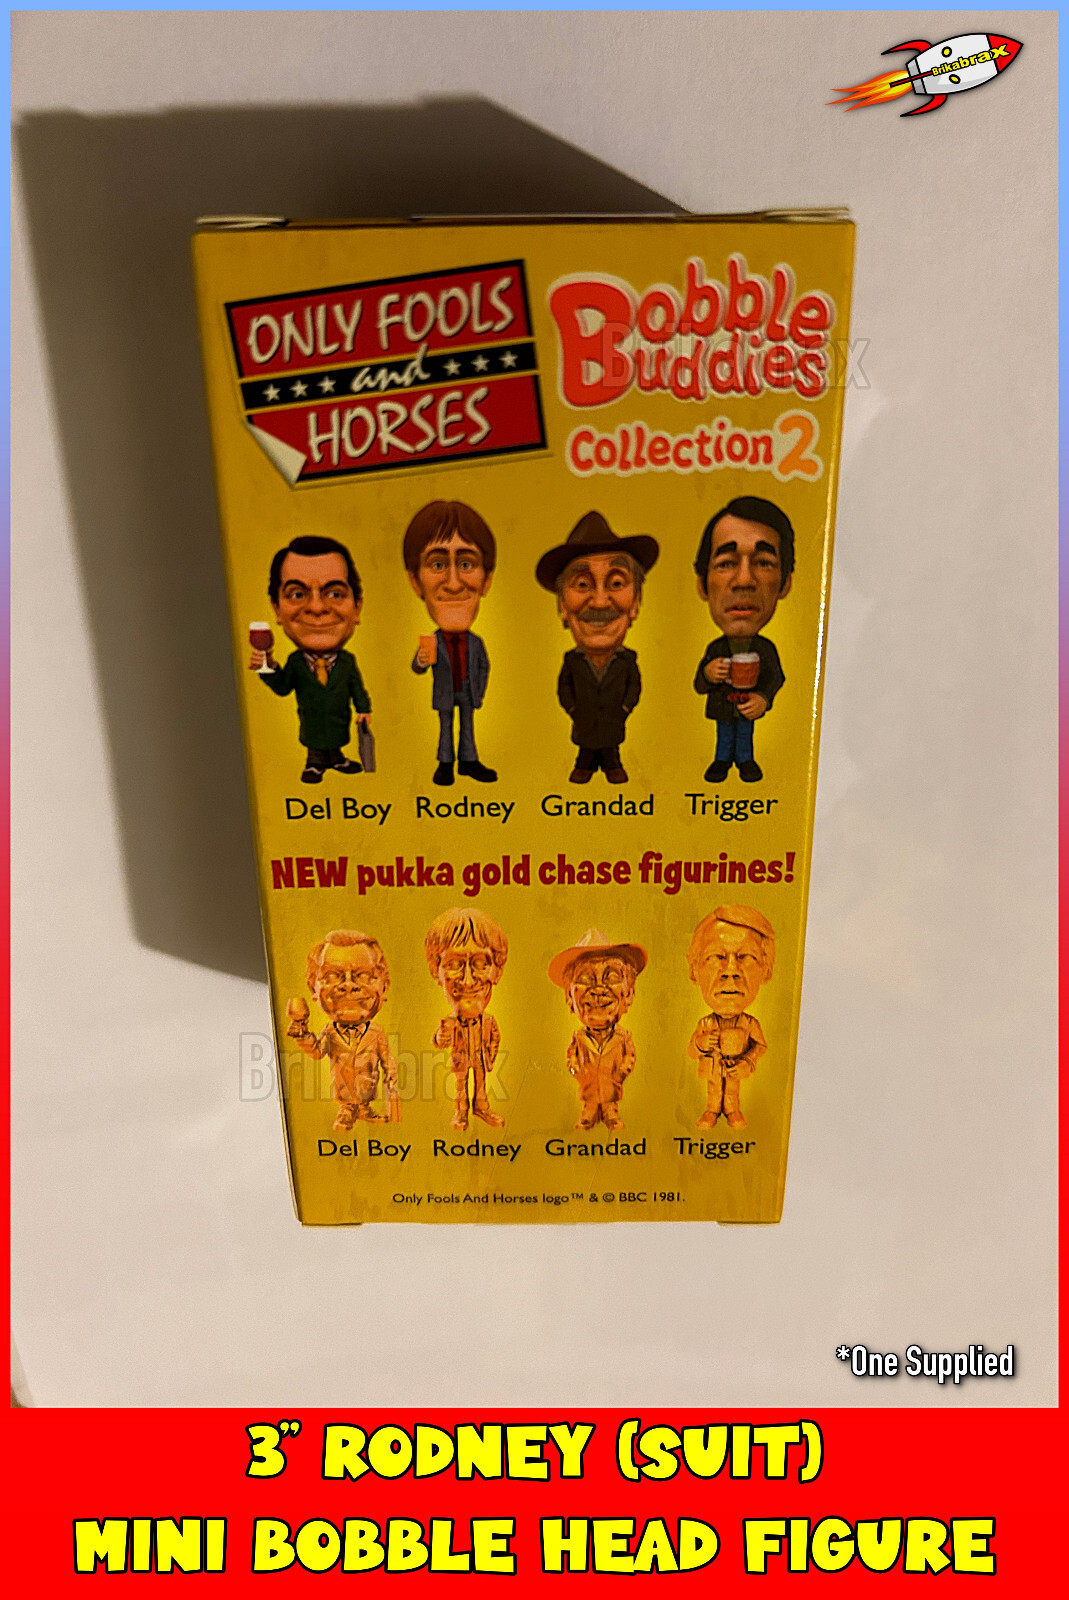 Brikabrax
ONLY FOOLS
and
HORSES
Bobble
Buddies
Collection 2
Brikabrax
Del Boy Rodney Grandad Trigger
NEW pukka gold chase figurines!
Brikabrax
Del Boy Rodney Grandad Trigger
Only Fools And Horses logo™ & © BBC 1981.
*One Supplied
3” RODNEY (SUIT)
MINI BOBBLE HEAD FIGURE